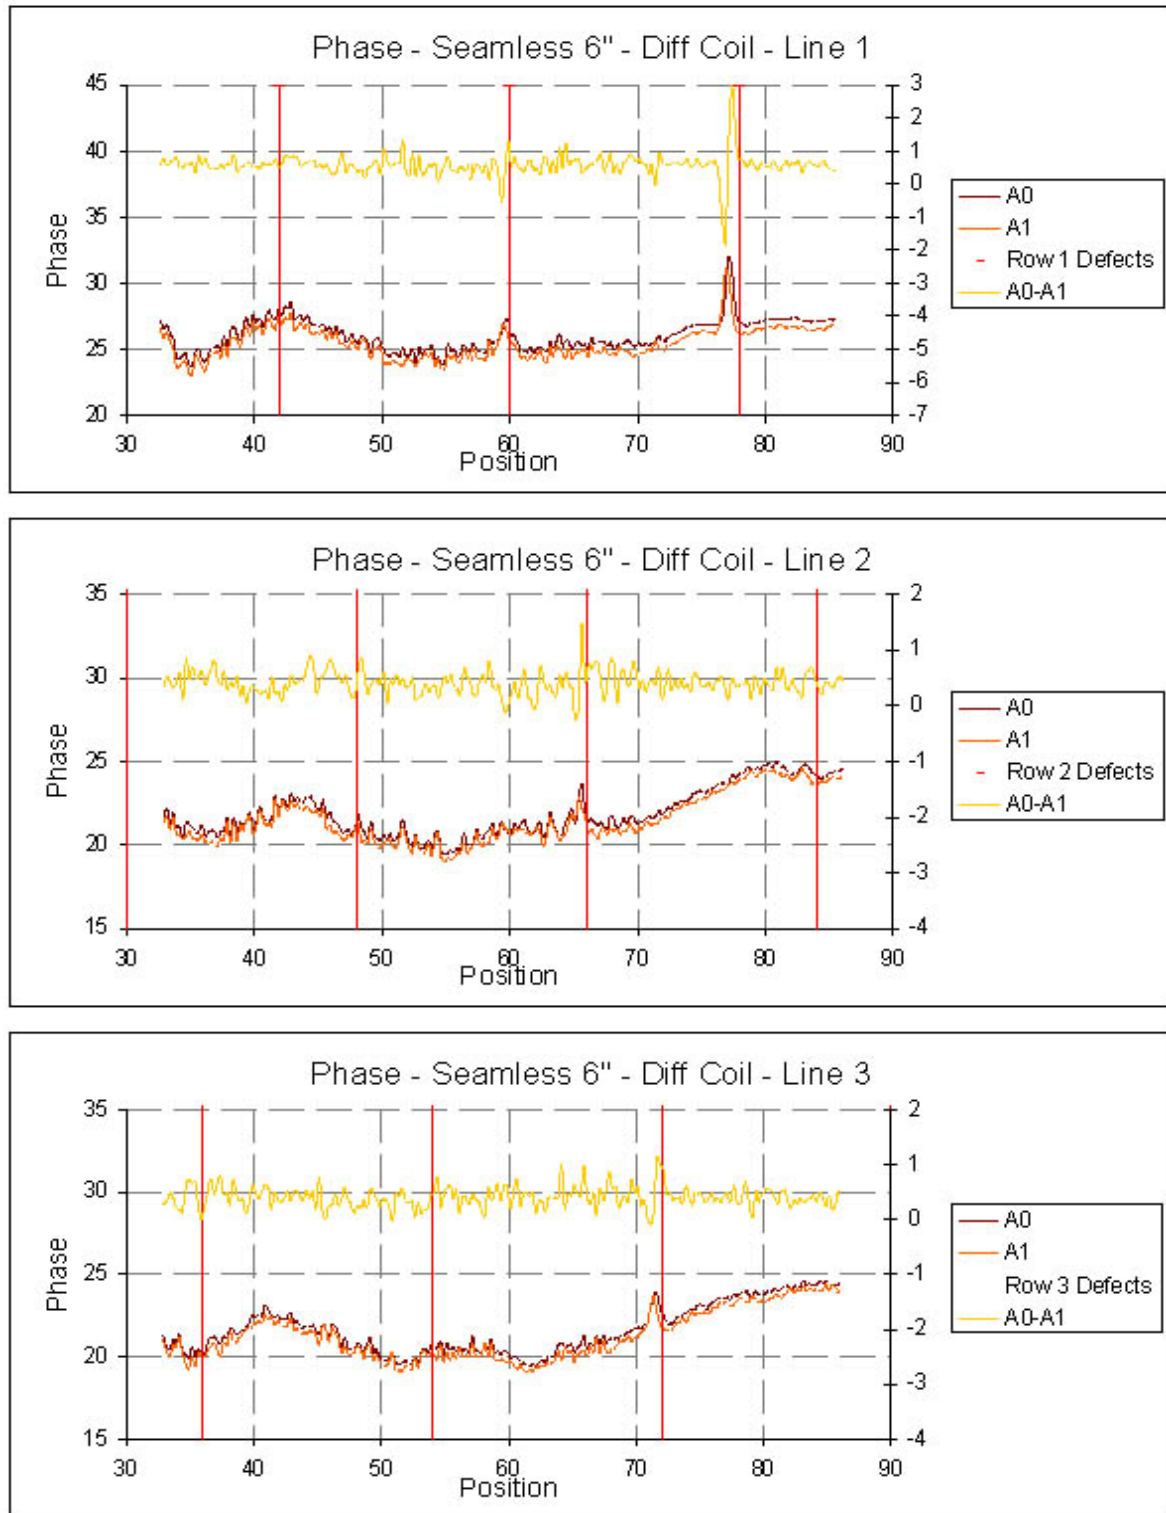 Phase - Seamless 6" - Diff Coil - Line 1
45
40
35
30
25
20
Phase
3
2
1
0
-1
-2
-3
-4
-5
-6
-7
30 40 50 60 70 80 90
Position
A0
A1
Row 1 Defects
A0-A1
Phase - Seamless 6" - Diff Coil - Line 2
35
30
25
20
15
Phase
2
1
0
-1
-2
-3
-4
30 40 50 60 70 80 90
Position
A0
A1
Row 2 Defects
A0-A1
Phase - Seamless 6" - Diff Coil - Line 3
35
30
25
20
15
Phase
2
1
0
-1
-2
-3
-4
30 40 50 60 70 80 90
Position
A0
A1
Row 3 Defects
A0-A1